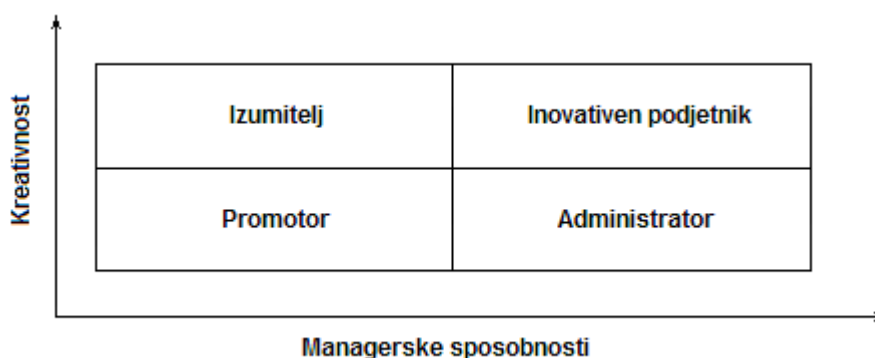 Kreativnost
Izumitelj
Inovativen podjetnik
Promotor
Administrator
Managerske sposobnosti